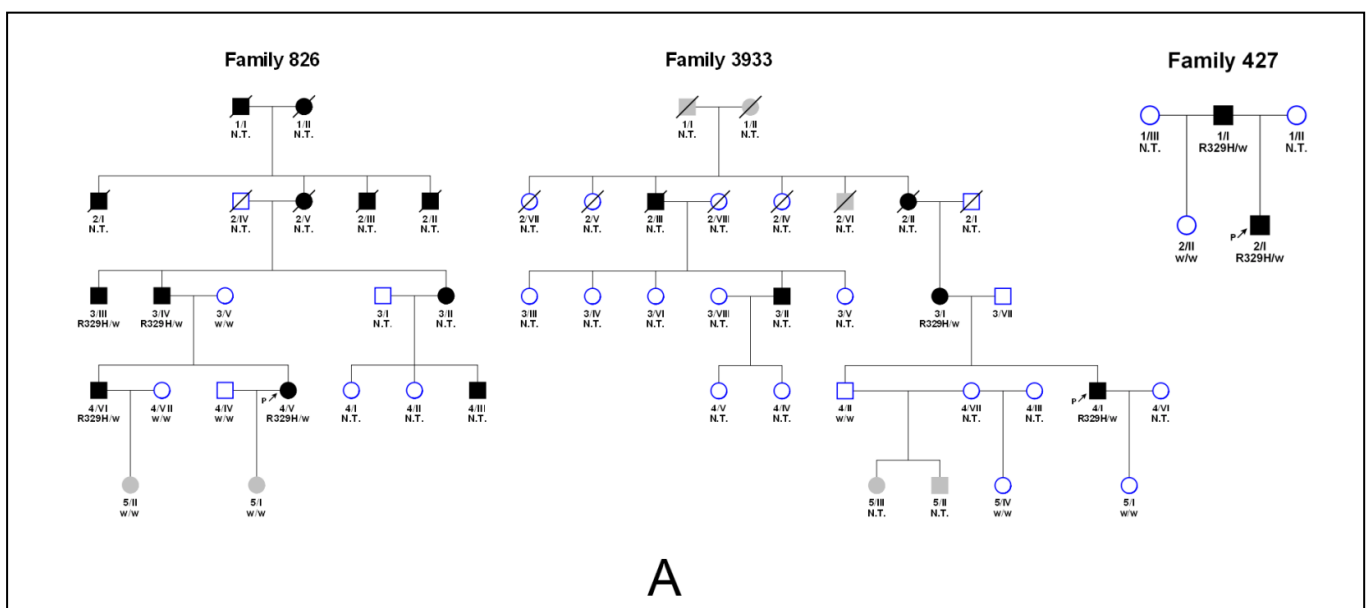 Family 826 Family 3933 Family 427
1/I 1/II 1/I 1/II 1/III 1/I 1/II
N.T. N.T. N.T. N.T. N.T. R329H/w N.T.
2/I 2/IV 2/V 2/III 2/II 2/VII 2/V 2/III 2/VIII 2/IV 2/VI 2/II 2/I
N.T. N.T. N.T. N.T. N.T. N.T. N.T. N.T. N.T. N.T. N.T. N.T. N.T.
P
2/II 2/I
w/w R329H/w
3/III 3/IV 3/V 3/I 3/II 3/III 3/IV 3/VI 3/VIII 3/II 3/V 3/I 3/VII
R329H/w R329H/w w/w N.T. N.T. N.T. N.T. N.T. N.T. N.T. N.T. R329H/w
P P
4/VI 4/VII 4/IV 4/V 4/I 4/II 4/III 4/V 4/IV 4/II 4/VII 4/III 4/I 4/VI
R329H/w w/w w/w R329H/w N.T. N.T. N.T. N.T. N.T. w/w N.T. N.T. R329H/w N.T.
5/II 5/I 5/III 5/II 5/IV 5/I
w/w w/w N.T. N.T. w/w w/w
A